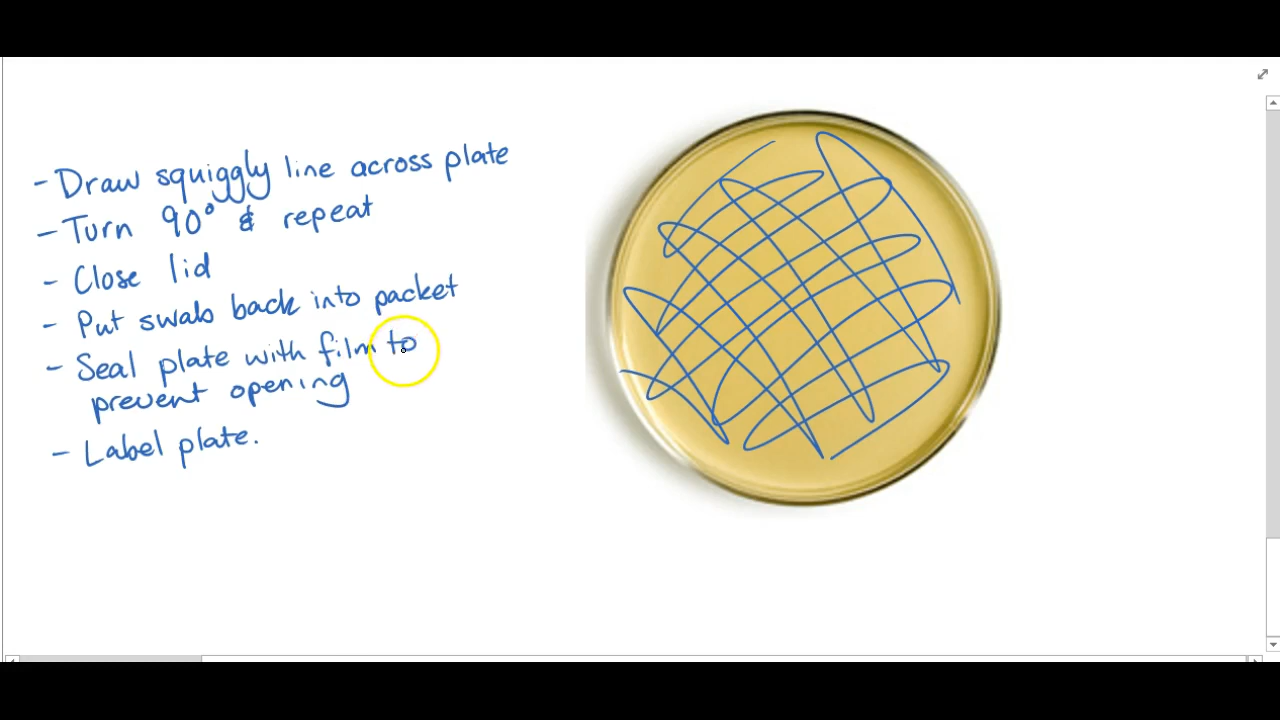 - Draw squiggly line across plate
- Turn 90° & repeat
- Close lid
- Put swab back into packet
- Seal plate with film to
prevent opening
- Label plate.